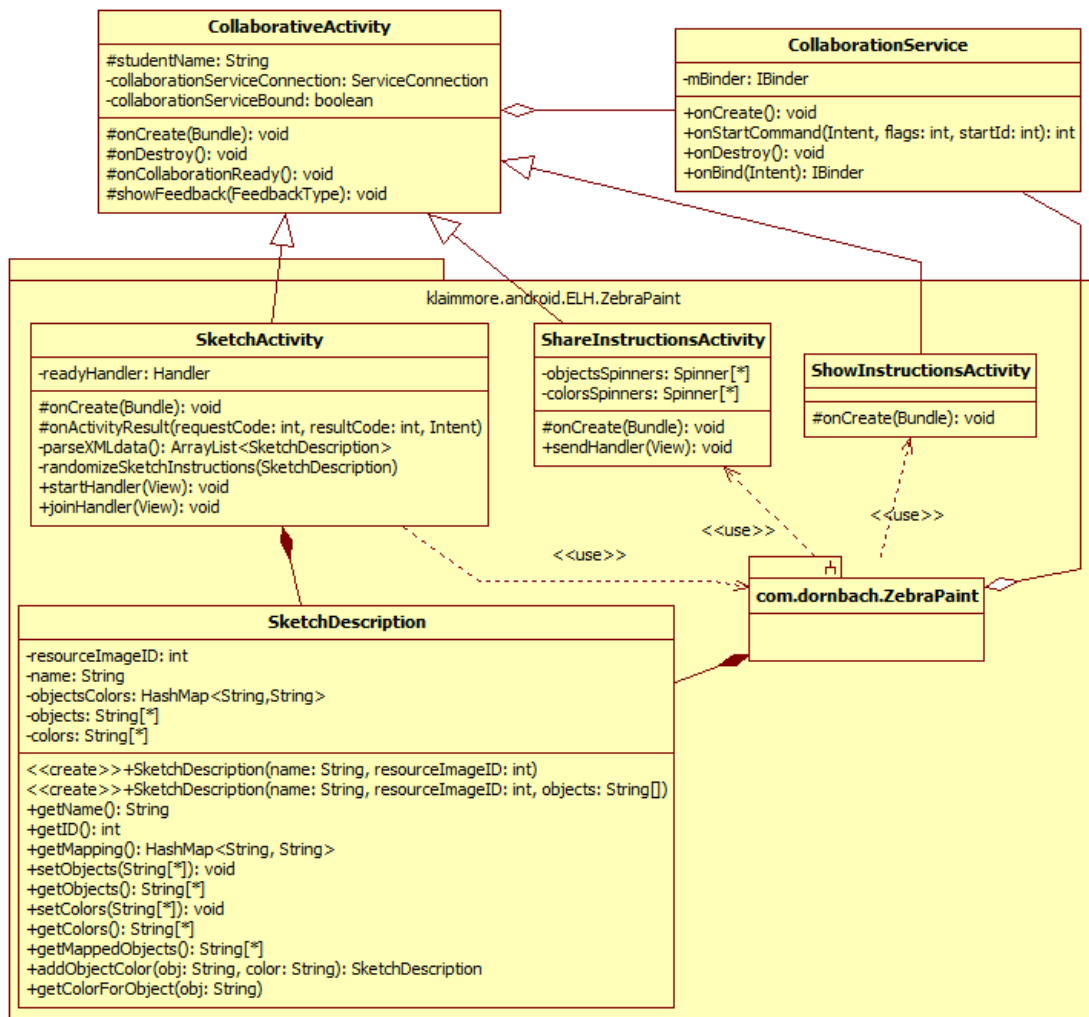 CollaborativeActivity
#studentName: String
-collaborationServiceConnection: ServiceConnection
-collaborationServiceBound: boolean
#onCreate(Bundle): void
#onDestroy(): void
#onCollaborationReady(): void
#showFeedback(FeedbackType): void
CollaborationService
-mBinder: IBinder
+onCreate(): void
+onStartCommand(Intent, flags: int, startId: int): int
+onDestroy(): void
+onBind(Intent): IBinder
klaimmore.android.ELH.ZebraPaint
SketchActivity
-readyHandler: Handler
#onCreate(Bundle): void
#onActivityResult(requestCode: int, resultCode: int, Intent)
-parseXMLdata(): ArrayList<SketchDescription>
-randomizeSketchInstructions(SketchDescription)
+startHandler(View): void
+joinHandler(View): void
ShareInstructionsActivity
-objectsSpinners: Spinner[*]
-colorsSpinners: Spinner[*]
#onCreate(Bundle): void
+sendHandler(View): void
ShowInstructionsActivity
#onCreate(Bundle): void
<<use>>
<<use>>
<<use>>
com.dornbach.ZebraPaint
SketchDescription
-resourceImageID: int
-name: String
-objectsColors: HashMap<String,String>
-objects: String[*]
-colors: String[*]
<<create>>+SketchDescription(name: String, resourceImageID: int)
<<create>>+SketchDescription(name: String, resourceImageID: int, objects: String[])
+getName(): String
+getID(): int
+getMapping(): HashMap<String, String>
+setObjects(String[*]): void
+getObjects(): String[*]
+setColors(String[*]): void
+getColors(): String[*]
+getMappedObjects(): String[*]
+addObjectColor(obj: String, color: String): SketchDescription
+getColorForObject(obj: String)